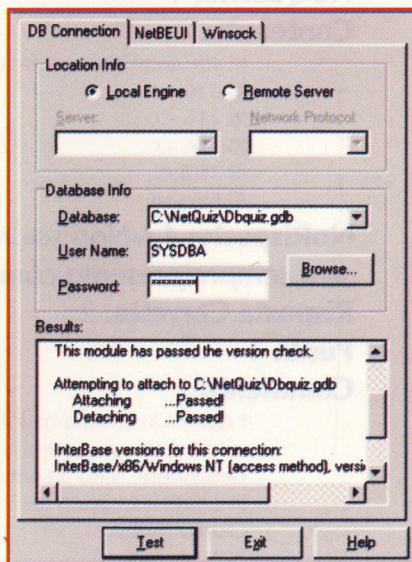 DB Connection NetBEUI Winsock
Location Info
Local Engine Remote Server
Server: Network Protocol:
Database Info
Database: C:\NetQuiz\Dbquiz.gdb
User Name: SYSDBA
Browse...
Password: *********
Results:
This module has passed the version check.
Attempting to attach to C:\NetQuiz\Dbquiz.gdb
Attaching ...Passed!
Detaching ...Passed!
InterBase versions for this connection:
InterBase/x86/Windows NT (access method), versi
Test Exit Help